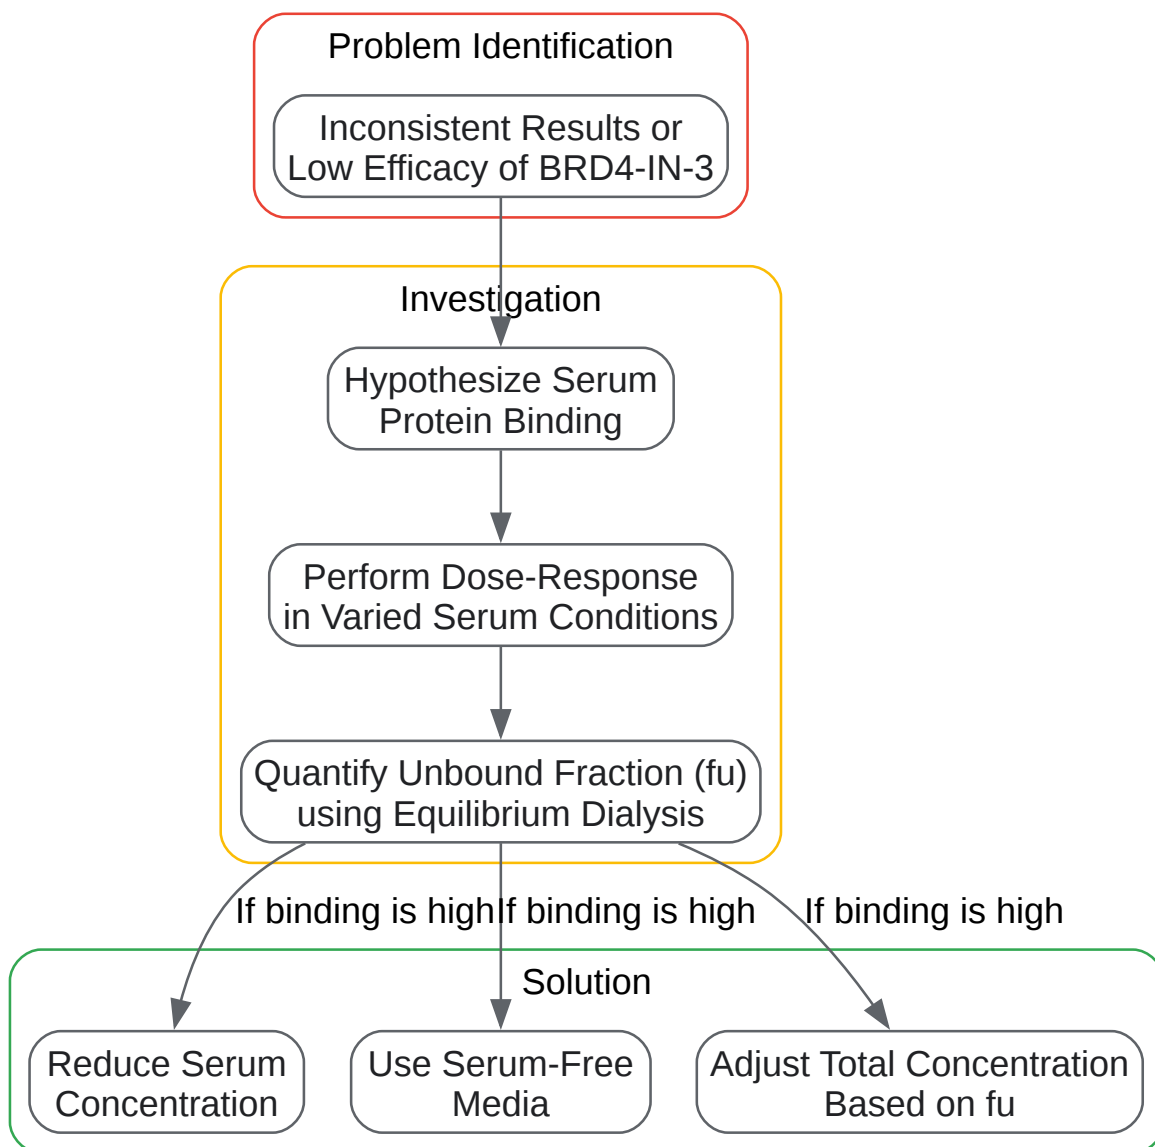 Problem Identification
Inconsistent Results or
Low Efficacy of BRD4-IN-3
Investigation
Hypothesize Serum
Protein Binding
Perform Dose-Response
in Varied Serum Conditions
Quantify Unbound Fraction (fu)
using Equilibrium Dialysis
If binding is high
If binding is high
If binding is high
Solution
Reduce Serum
Concentration
Use Serum-Free
Media
Adjust Total Concentration
Based on fu